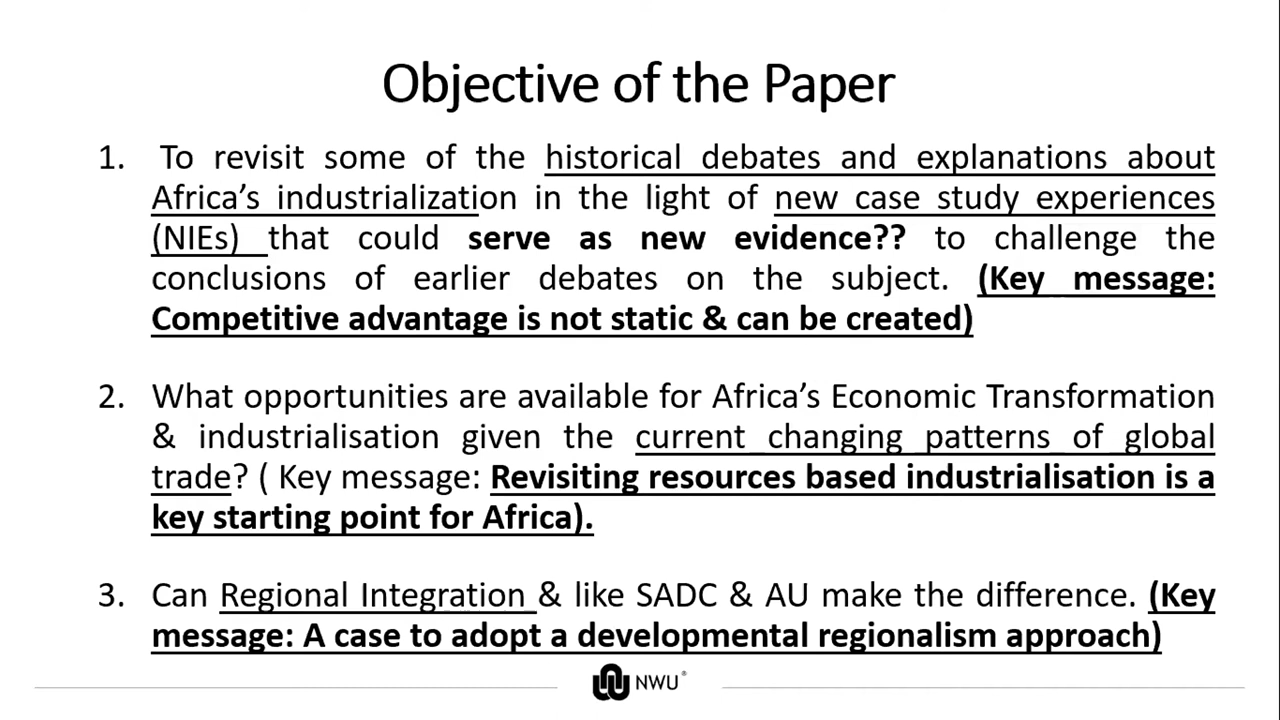 Objective of the Paper
1. To revisit some of the historical debates and explanations about
Africa’s industrialization in the light of new case study experiences
(NIEs) that could serve as new evidence?? to challenge the
conclusions of earlier debates on the subject. (Key message:
Competitive advantage is not static & can be created)
2. What opportunities are available for Africa’s Economic Transformation
& industrialisation given the current changing patterns of global
trade? ( Key message: Revisiting resources based industrialisation is a
key starting point for Africa).
3. Can Regional Integration & like SADC & AU make the difference. (Key
message: A case to adopt a developmental regionalism approach)
NWU®